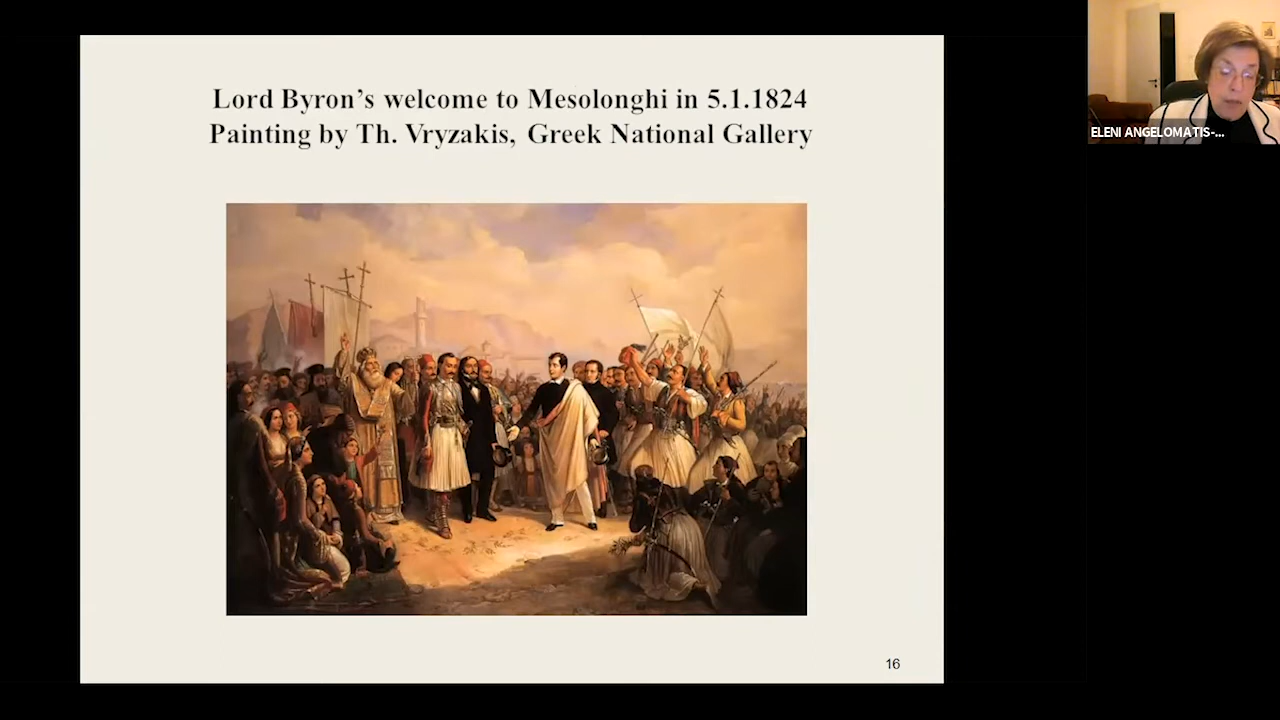 Lord Byron’s welcome to Mesolonghi in 5.1.1824
Painting by Th. Vryzakis, Greek National Gallery
ELENI ANGELOMATIS-...
16